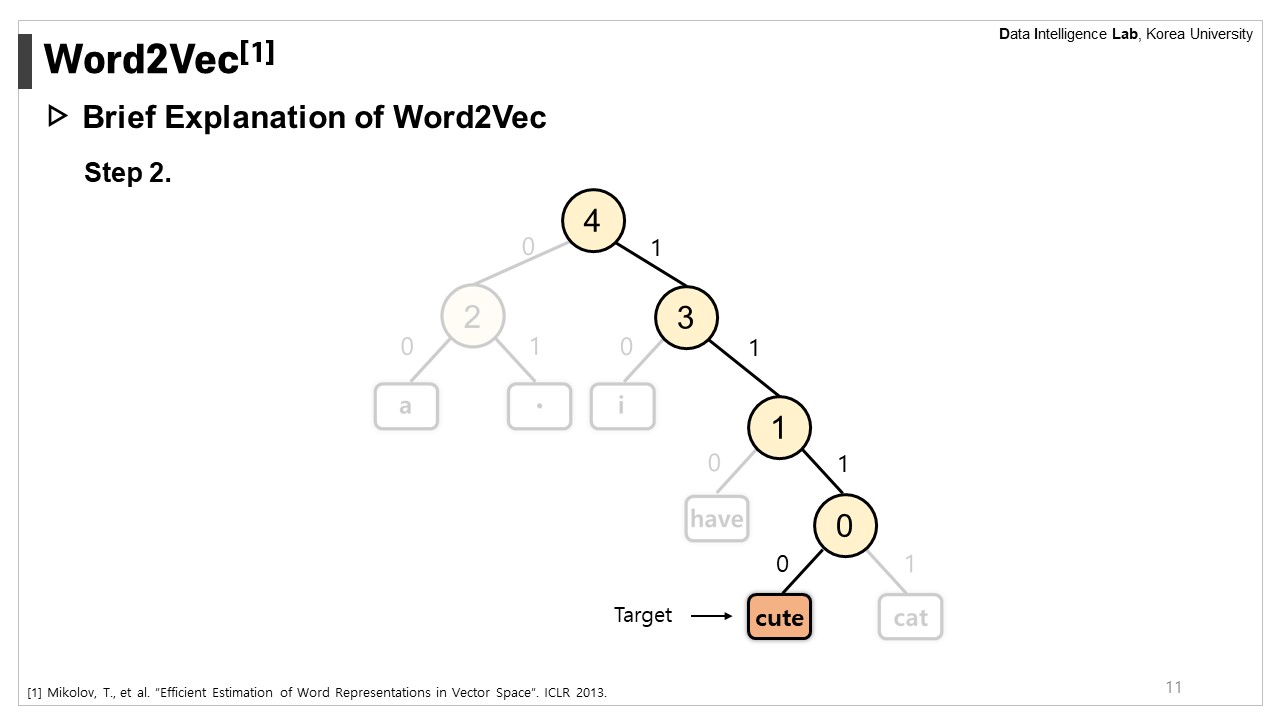 Data Intelligence Lab, Korea University
Word2Vec[1]
Brief Explanation of Word2Vec
Step 2.
4
0
1
2
3
0
1
0
1
a
.
i
1
0
1
have
0
0
1
Target
cute
cat
[1] Mikolov, T., et al. "Efficient Estimation of Word Representations in Vector Space". ICLR 2013.
11